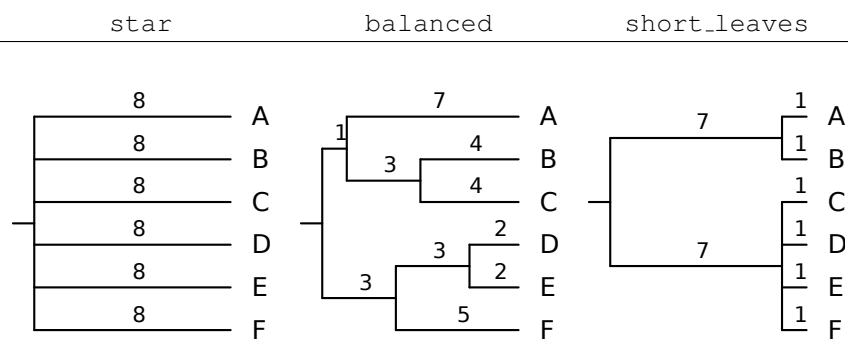 star balanced short_leaves
8 A
8 B
8 C
8 D
8 E
8 F
7 A
1
4 B
3
4 C
2 D
3
2 E
3
5 F
1 A
7
1 B
1 C
1 D
7
1 E
1 F